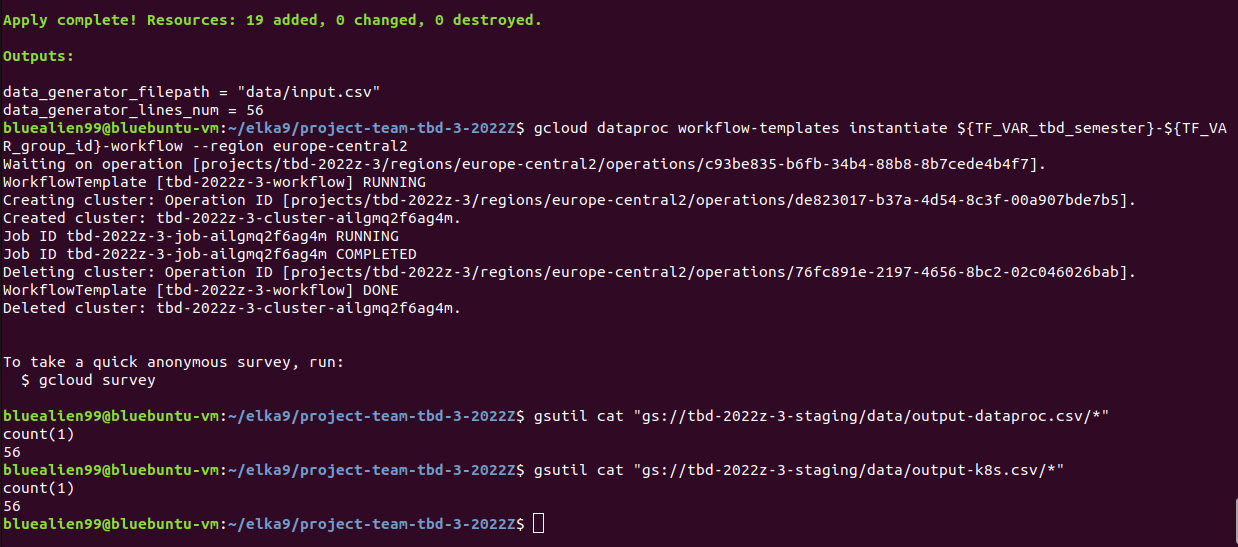 Apply complete! Resources: 19 added, 0 changed, 0 destroyed.
Outputs:
data_generator_filepath = "data/input.csv"
data_generator_lines_num = 56
bluealien99@bluebuntu-vm:~/elka9/project-team-tbd-3-2022Z$ gcloud dataproc workflow-templates instantiate ${TF_VAR_tbd_semester}-${TF_VA
R_group_id}-workflow --region europe-central2
Waiting on operation [projects/tbd-2022z-3/regions/europe-central2/operations/c93be835-b6fb-34b4-88b8-8b7cede4b4f7].
WorkflowTemplate [tbd-2022z-3-workflow] RUNNING
Creating cluster: Operation ID [projects/tbd-2022z-3/regions/europe-central2/operations/de823017-b37a-4d54-8c3f-00a907bde7b5].
Created cluster: tbd-2022z-3-cluster-ailgmq2f6ag4m.
Job ID tbd-2022z-3-job-ailgmq2f6ag4m RUNNING
Job ID tbd-2022z-3-job-ailgmq2f6ag4m COMPLETED
Deleting cluster: Operation ID [projects/tbd-2022z-3/regions/europe-central2/operations/76fc891e-2197-4656-8bc2-02c046026bab].
WorkflowTemplate [tbd-2022z-3-workflow] DONE
Deleted cluster: tbd-2022z-3-cluster-ailgmq2f6ag4m.
To take a quick anonymous survey, run:
  $ gcloud survey
bluealien99@bluebuntu-vm:~/elka9/project-team-tbd-3-2022Z$ gsutil cat "gs://tbd-2022z-3-staging/data/output-dataproc.csv/*"
count(1)
56
bluealien99@bluebuntu-vm:~/elka9/project-team-tbd-3-2022Z$ gsutil cat "gs://tbd-2022z-3-staging/data/output-k8s.csv/*"
count(1)
56
bluealien99@bluebuntu-vm:~/elka9/project-team-tbd-3-2022Z$